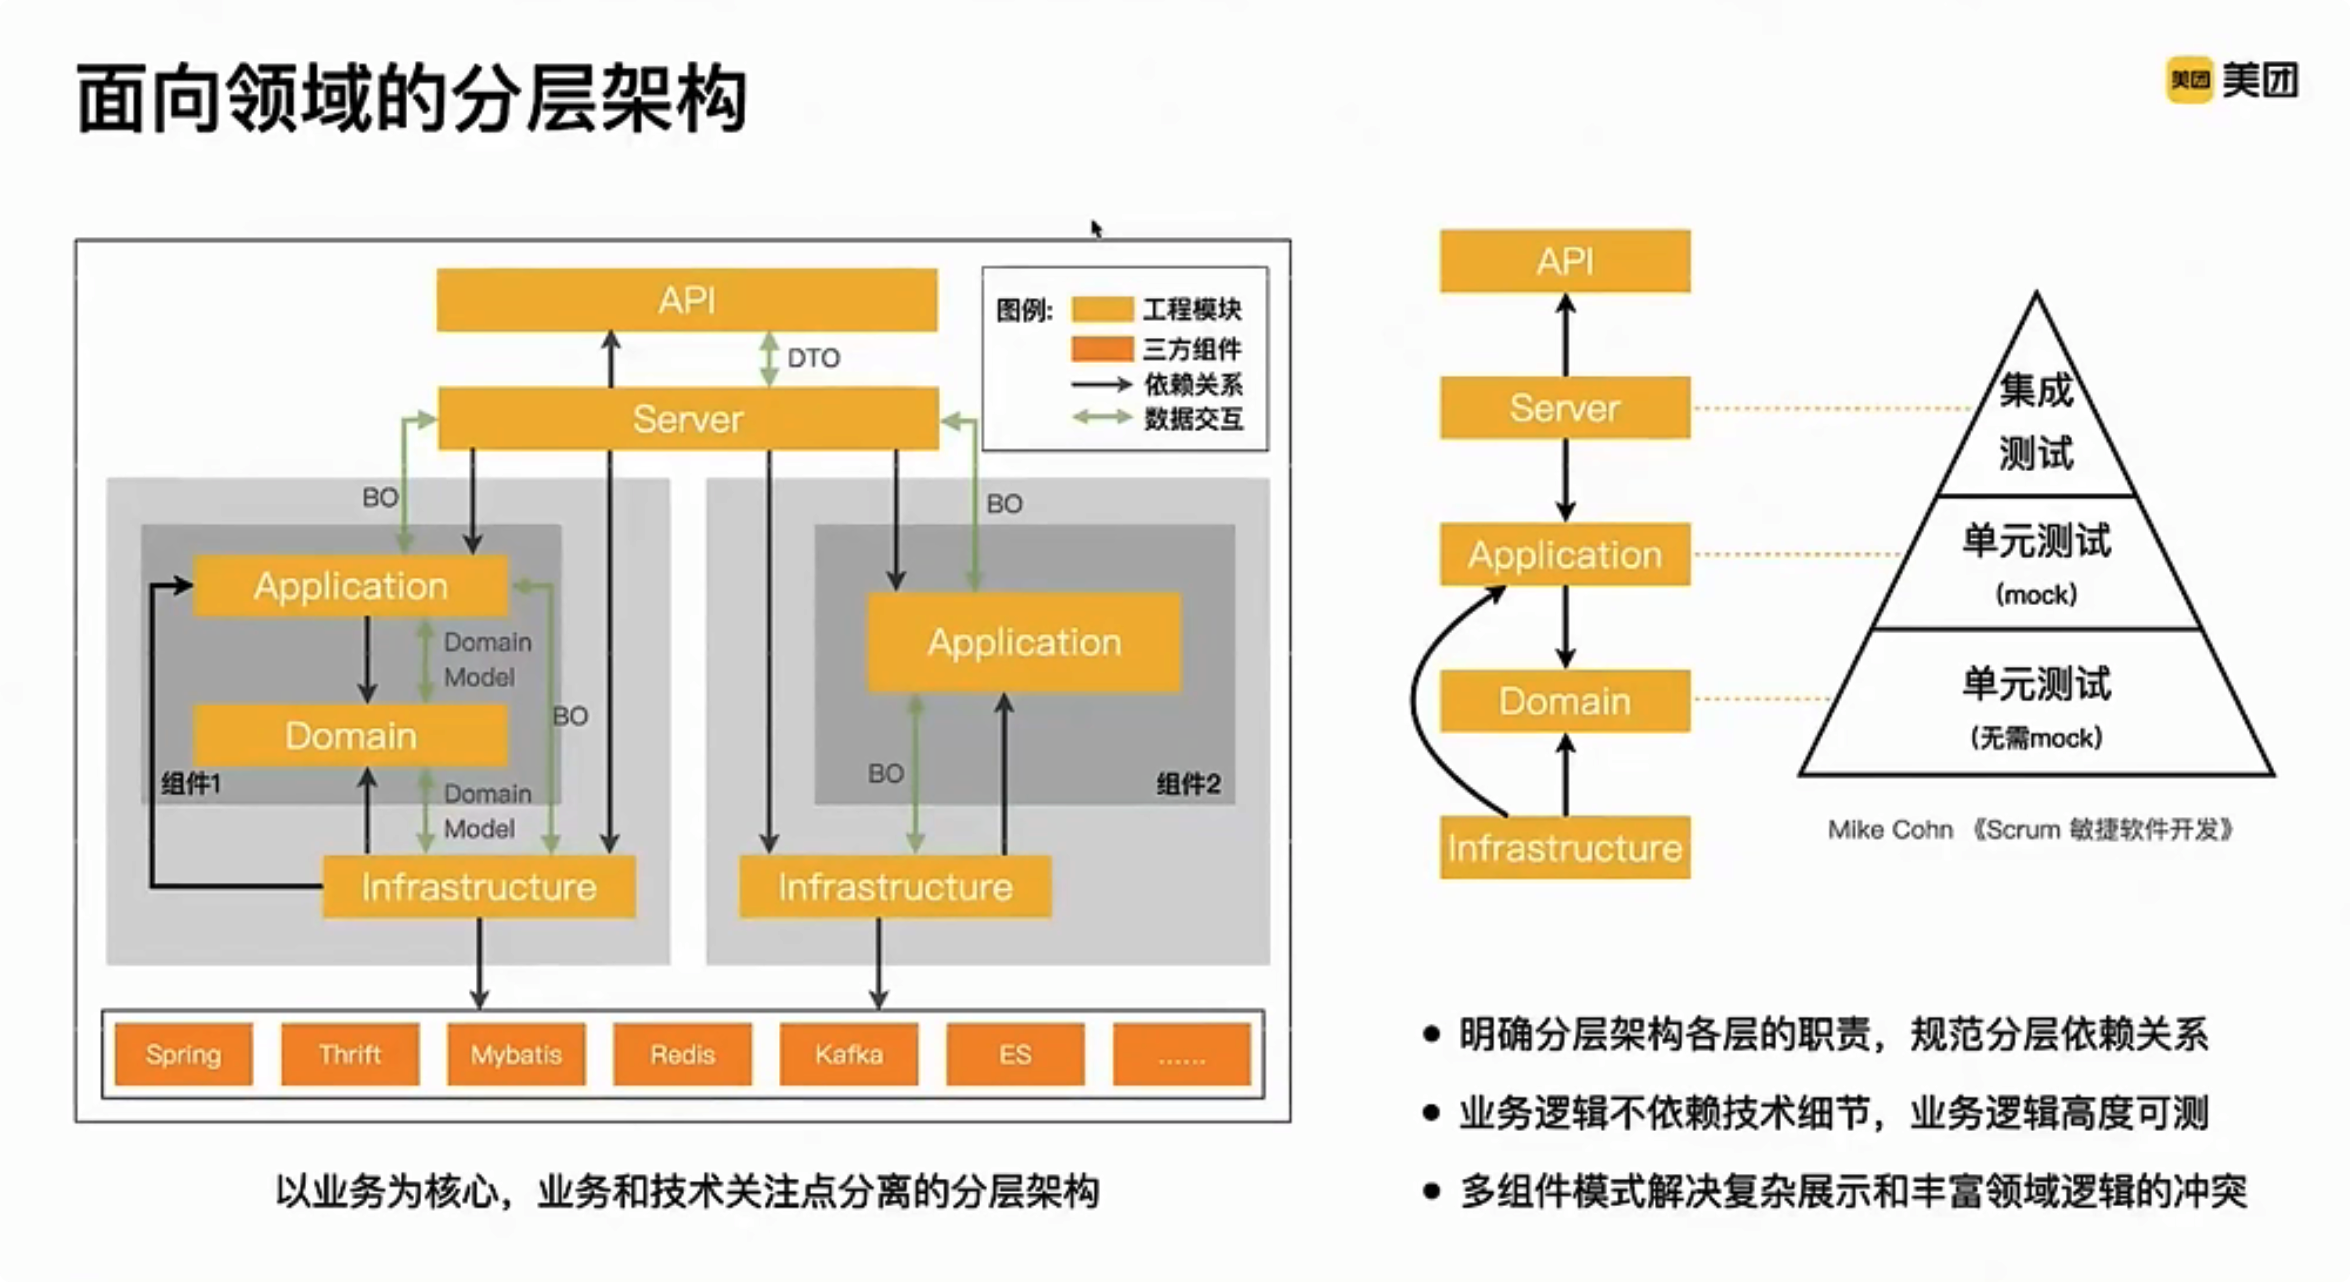 面向领域的分层架构
美团 美团
API
DTO
Server
图例:
工程模块
三方组件
依赖关系
数据交互
BO
BO
Application
Domain
Model
Domain
BO
组件1
Domain
Model
Infrastructure
Application
BO
组件2
Infrastructure
Spring
Thrift
Mybatis
Redis
Kafka
ES
......
以业务为核心，业务和技术关注点分离的分层架构
API
Server
Application
Domain
Infrastructure
集成
测试
单元测试
(mock)
单元测试
(无需mock)
Mike Cohn 《Scrum 敏捷软件开发》
● 明确分层架构各层的职责，规范分层依赖关系
● 业务逻辑不依赖技术细节，业务逻辑高度可测
● 多组件模式解决复杂展示和丰富领域逻辑的冲突